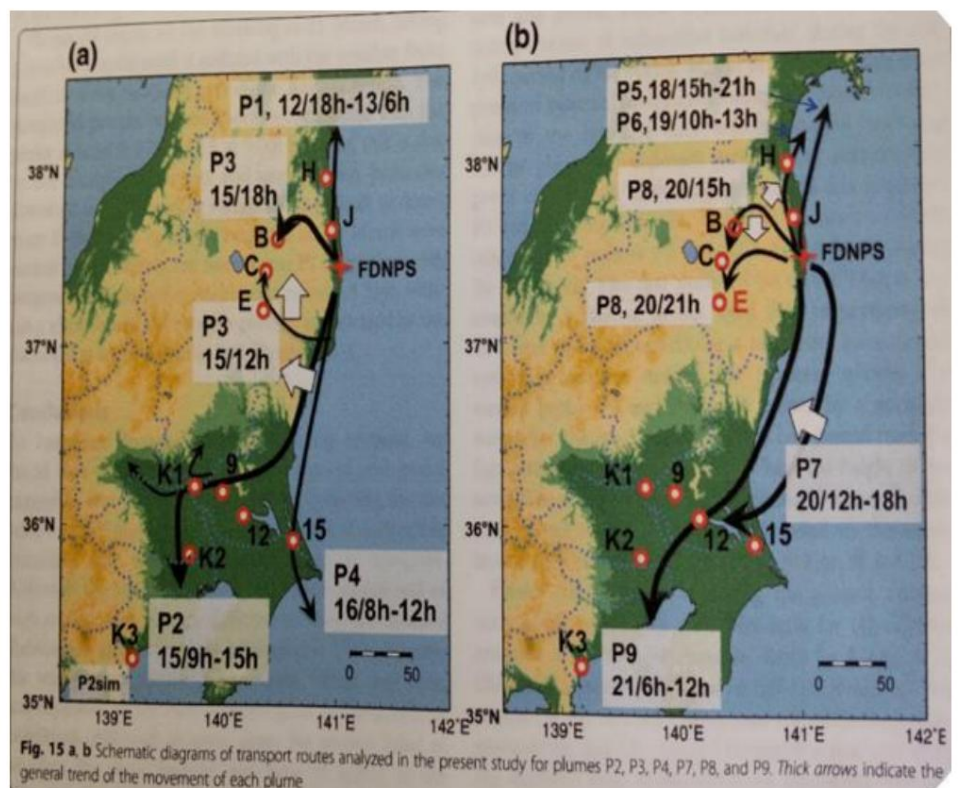 (a)
P1, 12/18h-13/6h
P3
15/18h
38°N
H
J
B
C
FDNPS
E
37°N
P3
15/12h
K1
9
36°N
12
15
K2
P4
16/8h-12h
P2
15/9h-15h
K3
P2sim
0 50
35°N
139°E 140°E 141°E 142°E
(b)
P5,18/15h-21h
P6,19/10h-13h
38°N
H
P8, 20/15h
J
B
C
FDNPS
P8, 20/21h
E
37°N
P7
20/12h-18h
K1
9
36°N
12
15
K2
K3
P9
21/6h-12h
0 50
35°N
139°E 140°E 141°E 142°E
Fig. 15 a, b Schematic diagrams of transport routes analyzed in the present study for plumes P2, P3, P4, P7, P8, and P9. Thick arrows indicate the
general trend of the movement of each plume